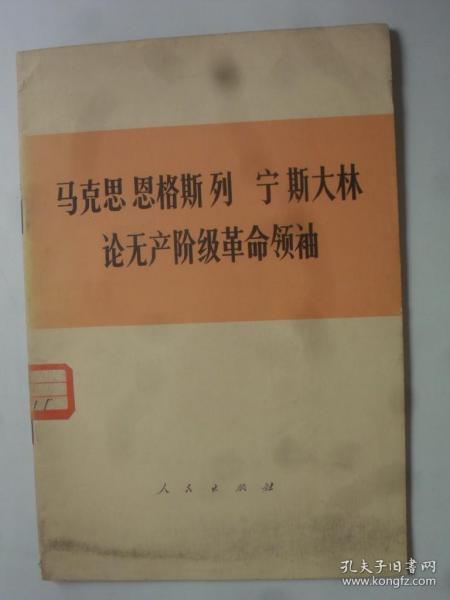 马克思 恩格斯 列 宁 斯大林
论无产阶级革命领袖
人民出版社
孔夫子旧书网
www.kongfz.com